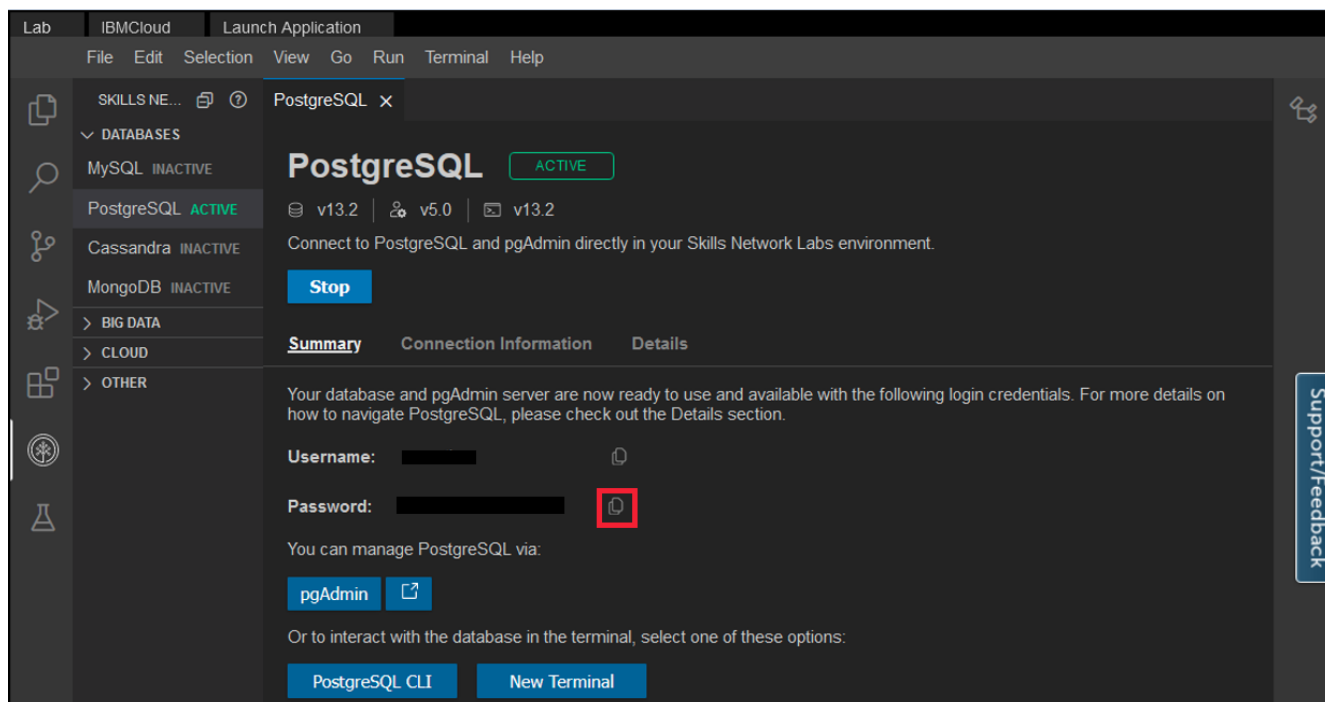 Lab IBMCloud Launch Application
File Edit Selection View Go Run Terminal Help
SKILLS NE...
DATABASES
MySQL INACTIVE
PostgreSQL ACTIVE
Cassandra INACTIVE
MongoDB INACTIVE
BIG DATA
CLOUD
OTHER
PostgreSQL
PostgreSQL ACTIVE
v13.2 v5.0 v13.2
Connect to PostgreSQL and pgAdmin directly in your Skills Network Labs environment.
Stop
Summary Connection Information Details
Your database and pgAdmin server are now ready to use and available with the following login credentials. For more details on
how to navigate PostgreSQL, please check out the Details section.
Username:
Password:
You can manage PostgreSQL via:
pgAdmin
Or to interact with the database in the terminal, select one of these options:
PostgreSQL CLI New Terminal
Support/Feedback